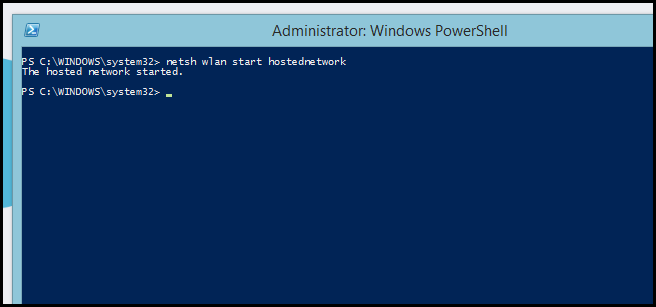 Administrator: Windows PowerShell
PS C:\WINDOWS\system32> netsh wlan start hostednetwork
The hosted network started.
PS C:\WINDOWS\system32>